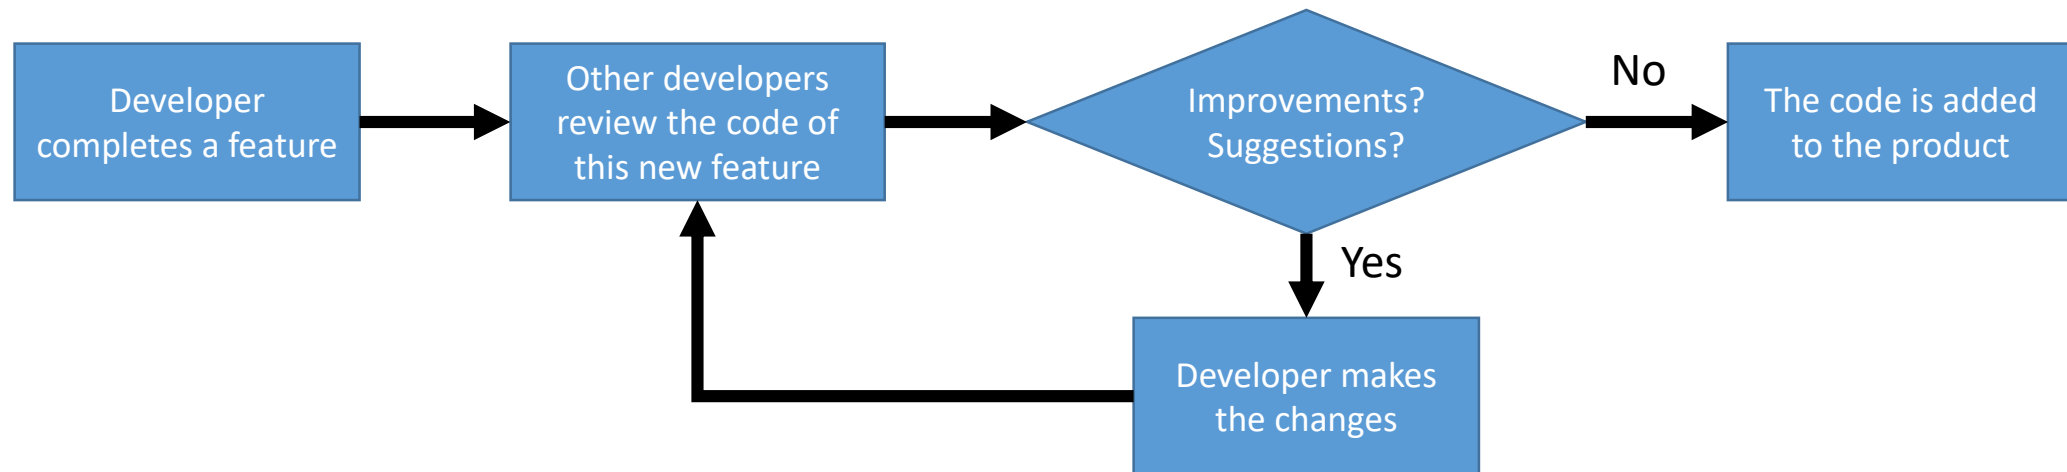 Developer
completes a feature
Other developers
review the code of
this new feature
Improvements?
Suggestions?
No
The code is added
to the product
Yes
Developer makes
the changes